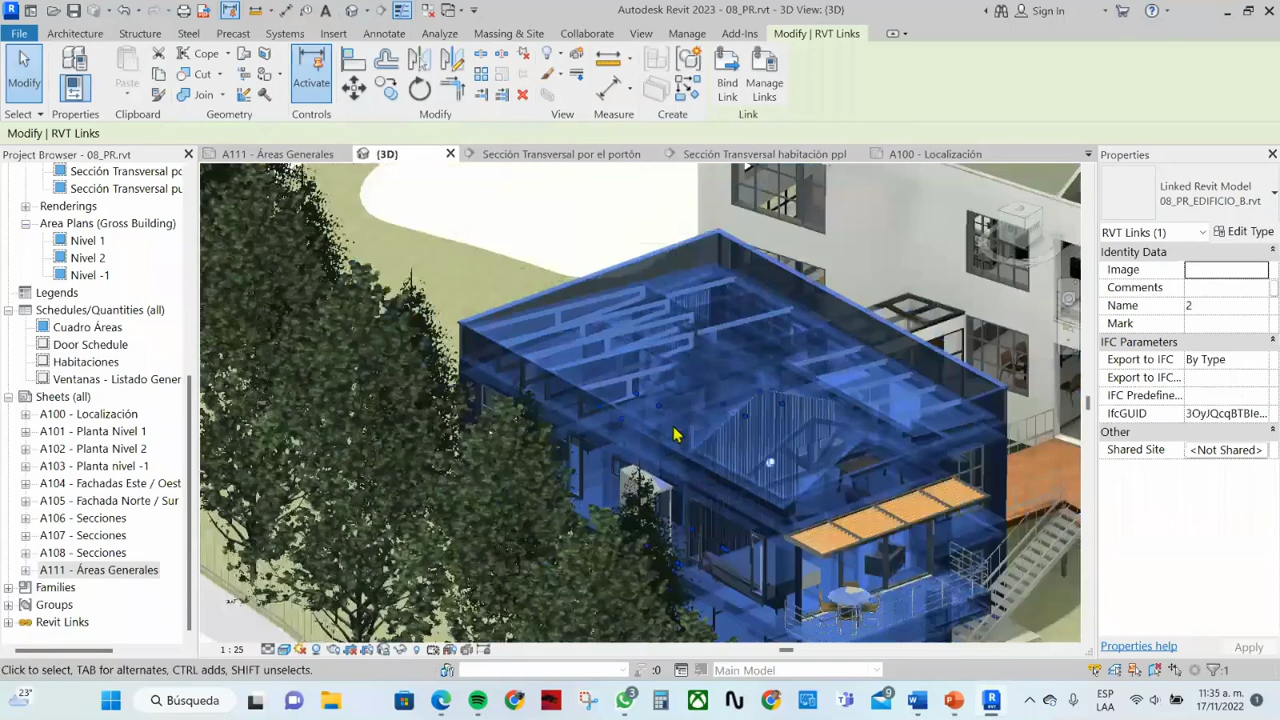 Autodesk Revit 2023 - 08_PR.rvt - 3D View: {3D}
Sign In
File Architecture Structure Steel Precast Systems Insert Annotate Analyze Massing & Site Collaborate View Manage Add-Ins Modify | RVT Links
Modify
Paste
Cope
Cut
Join
Activate
Bind Link
Manage Links
Select Properties Clipboard Geometry Controls Modify View Measure Create Link
Modify | RVT Links
Project Browser - 08_PR.rvt
A111 - Áreas Generales
{3D}
Sección Transversal por el portón
Sección Transversal habitación ppl
A100 - Localización
Sección Transversal pc
Sección Transversal pu
Renderings
Area Plans (Gross Building)
Nivel 1
Nivel 2
Nivel -1
Legends
Schedules/Quantities (all)
Cuadro Áreas
Door Schedule
Habitaciones
Ventanas - Listado Gener
Sheets (all)
A100 - Localización
A101 - Planta Nivel 1
A102 - Planta Nivel 2
A103 - Planta nivel -1
A104 - Fachadas Este / Oest
A105 - Fachada Norte / Sur
A106 - Secciones
A107 - Secciones
A108 - Secciones
A111 - Áreas Generales
Families
Groups
Revit Links
Properties
Linked Revit Model
08_PR_EDIFICIO_B.rvt
RVT Links (1)
Edit Type
Identity Data
Image
Comments
Name 2
Mark
IFC Parameters
Export to IFC By Type
Export to IFC...
IFC Predefine...
IfcGUID 3OyJQcqBTBIe...
Other
Shared Site <Not Shared>
Properties help
Apply
1 : 25
Click to select, TAB for alternates, CTRL adds, SHIFT unselects.
:0
Main Model
:1
23°
Búsqueda
3
9
ESP
LAA
11:35 a. m.
17/11/2022